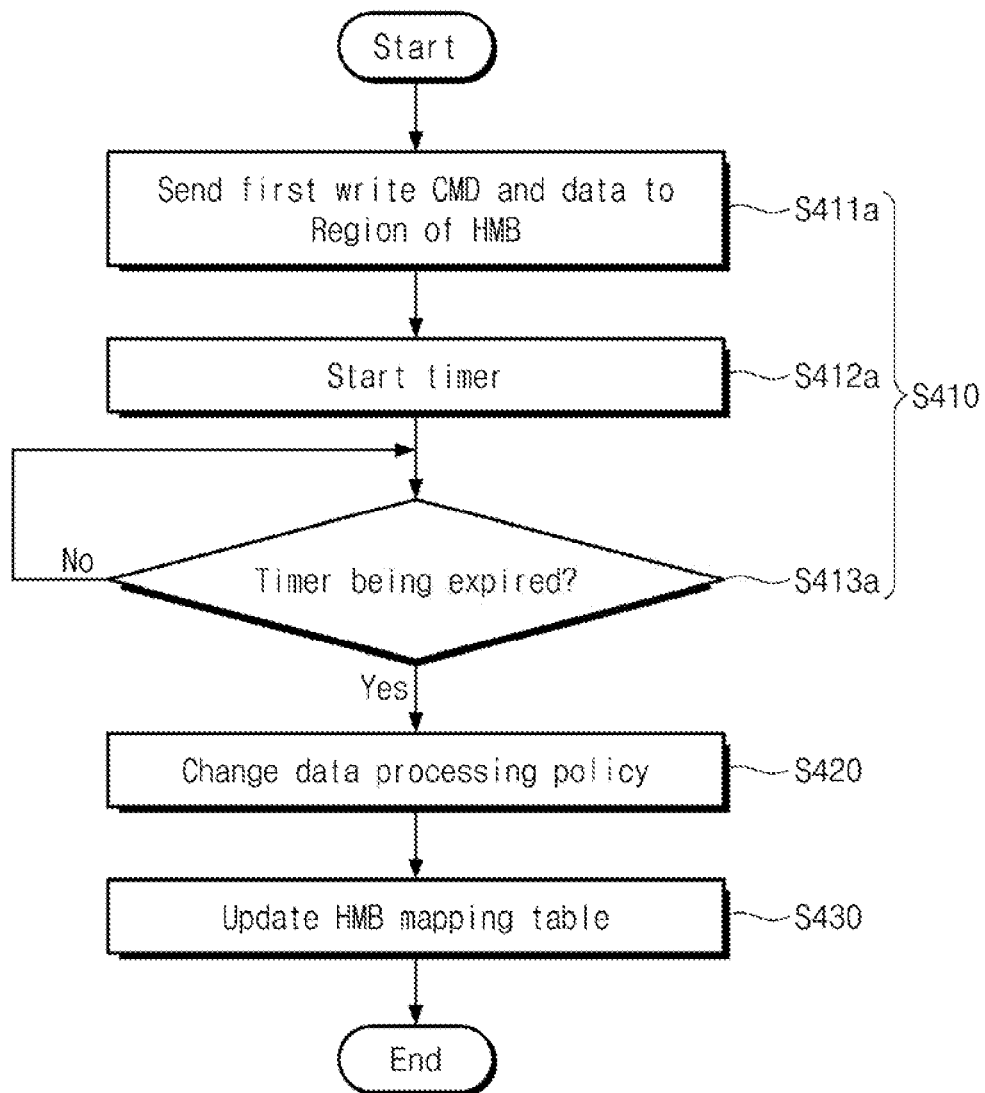 Start
Send first write CMD and data to
Region of HMB
S411a
Start timer
S412a
S410
No
Timer being expired?
S413a
Yes
Change data processing policy
S420
Update HMB mapping table
S430
End